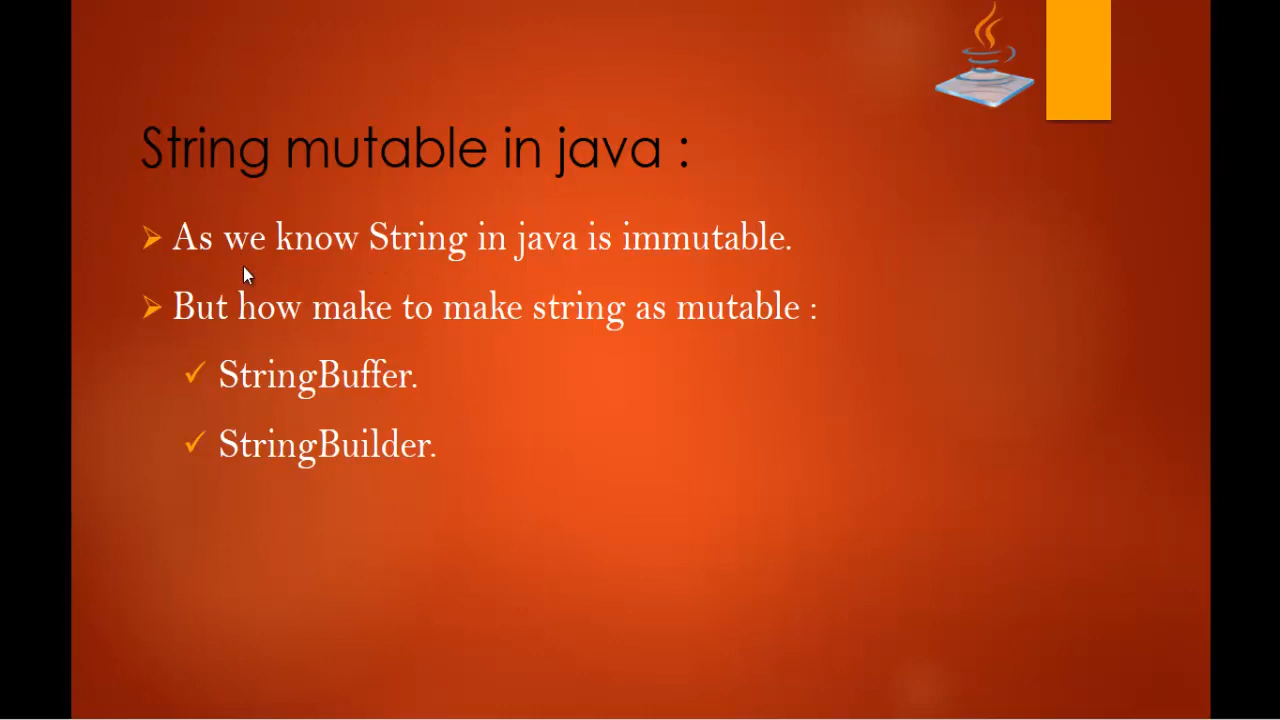 String mutable in java :
As we know String in java is immutable.
But how make to make string as mutable :
StringBuffer.
StringBuilder.